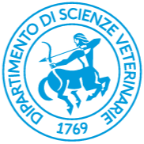 DIPARTIMENTO DI SCIENZE VETERINARIE
1769